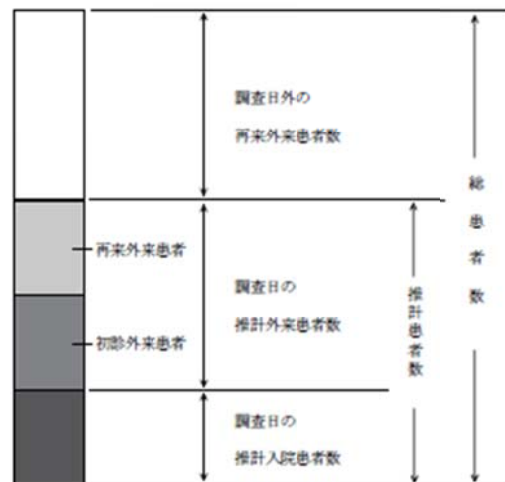 調査日外の
再来外来患者数
総患者数
再来外来患者
調査日の
推計外来患者数
推計患者数
初診外来患者
調査日の
推計入院患者数